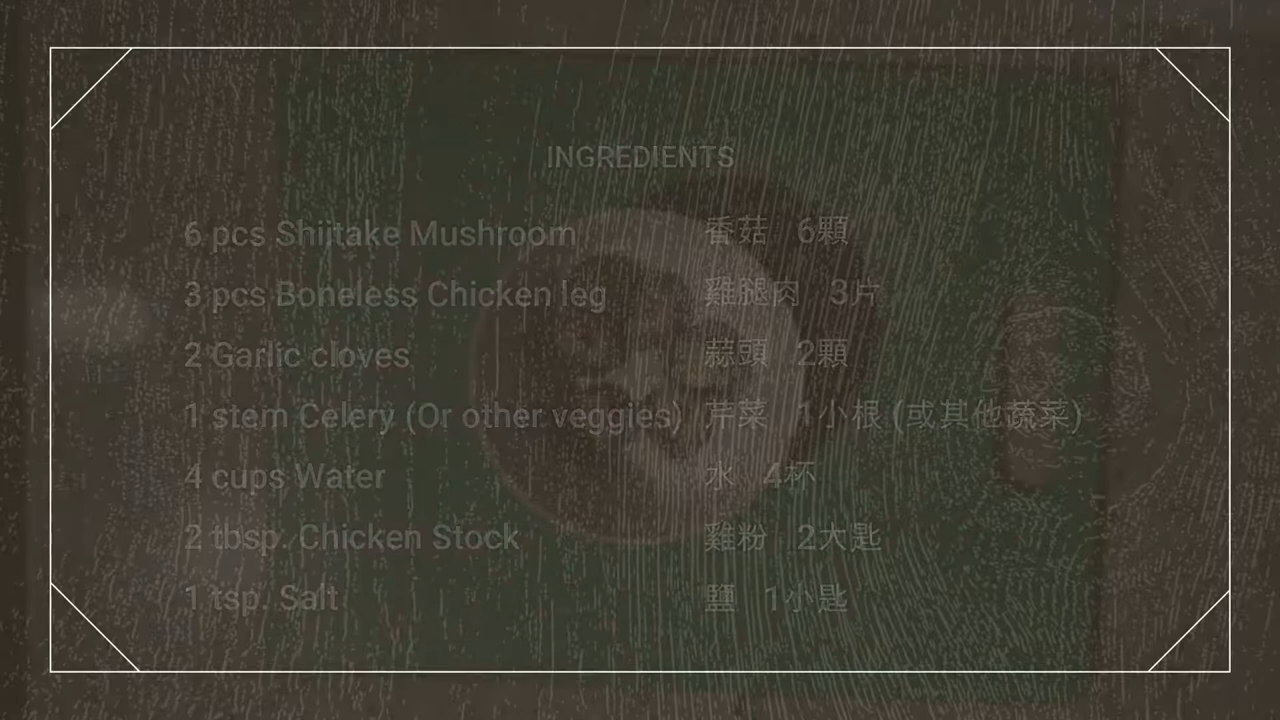 INGREDIENTS
6 pcs Shiitake Mushroom 香菇 6顆
3 pcs Boneless Chicken leg 雞腿肉 3片
2 Garlic cloves 蒜頭 2顆
1 stem Celery (Or other veggies) 芹菜 1小根 (或其他蔬菜)
4 cups Water 水 4杯
2 tbsp. Chicken Stock 雞粉 2大匙
1 tsp. Salt 鹽 1小匙